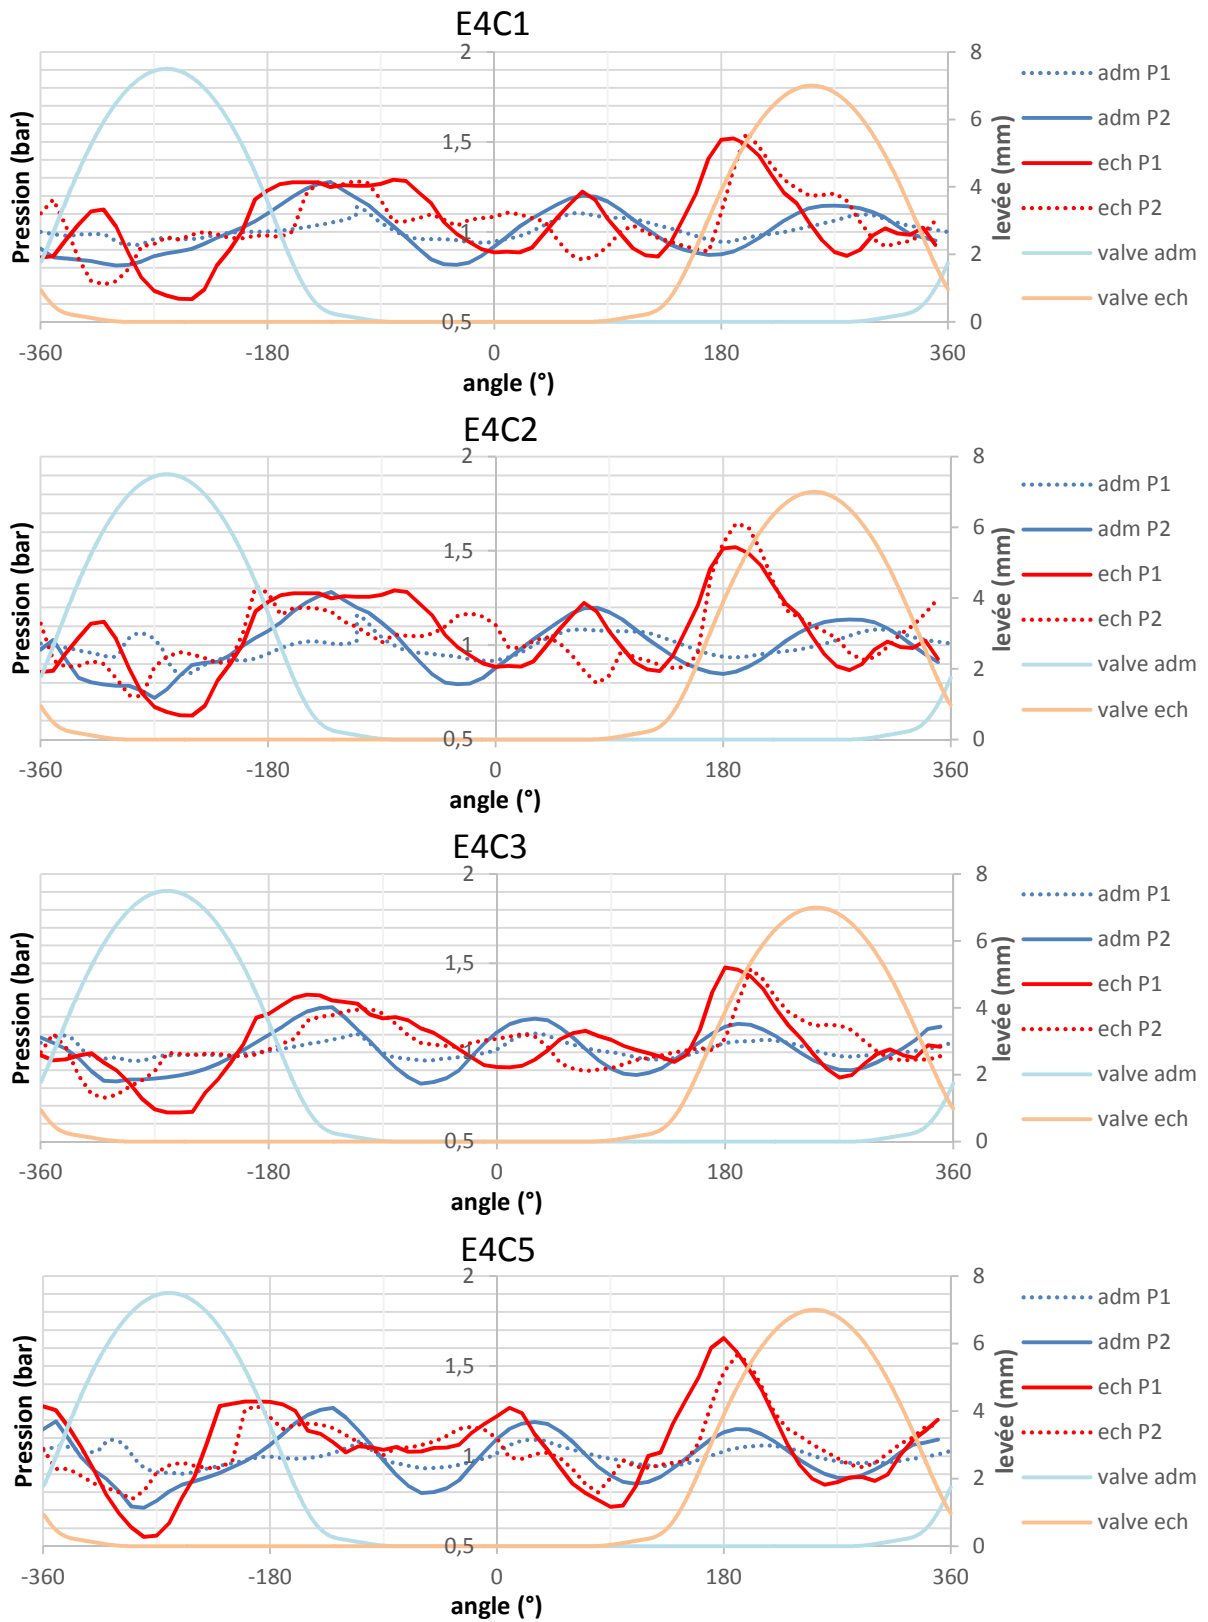 E4C1
2
8
1,5
6
1
4
2
0,5
0
-360
-180
0
180
360
Pression (bar)
levée (mm)
angle (°)
adm P1
adm P2
ech P1
ech P2
valve adm
valve ech
E4C2
2
8
1,5
6
1
4
2
0,5
0
-360
-180
0
180
360
Pression (bar)
levée (mm)
angle (°)
adm P1
adm P2
ech P1
ech P2
valve adm
valve ech
E4C3
2
8
1,5
6
1
4
2
0,5
0
-360
-180
0
180
360
Pression (bar)
levée (mm)
angle (°)
adm P1
adm P2
ech P1
ech P2
valve adm
valve ech
E4C5
2
8
1,5
6
1
4
2
0,5
0
-360
-180
0
180
360
Pression (bar)
levée (mm)
angle (°)
adm P1
adm P2
ech P1
ech P2
valve adm
valve ech